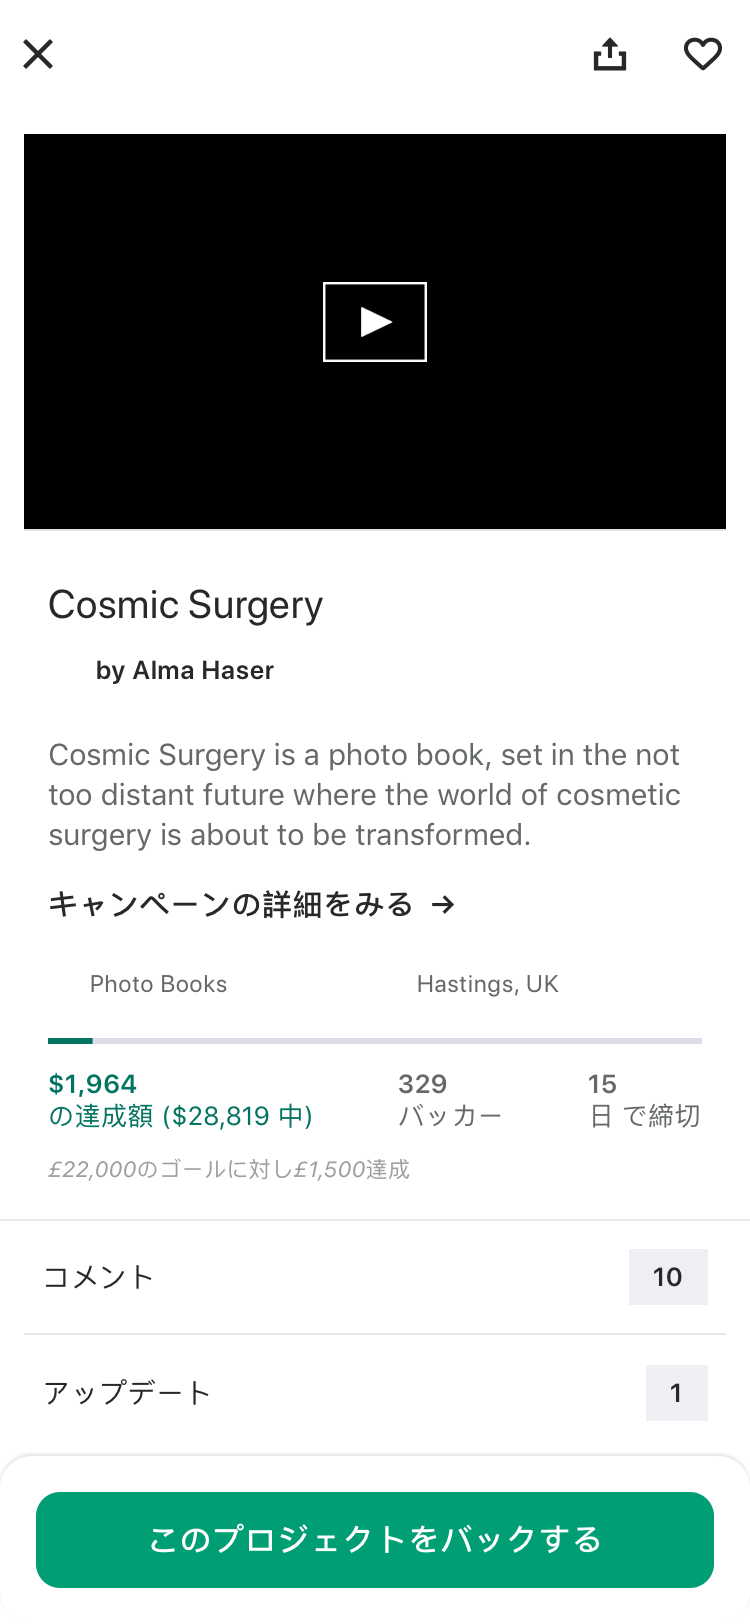 Cosmic Surgery
by Alma Haser
Cosmic Surgery is a photo book, set in the not
too distant future where the world of cosmetic
surgery is about to be transformed.
キャンペーンの詳細をみる →
Photo Books
Hastings, UK
$1,964
の達成額 ($28,819 中)
329
バッカー
15
日 で締切
£22,000のゴールに対し£1,500達成
コメント
10
アップデート
1
このプロジェクトをバックする